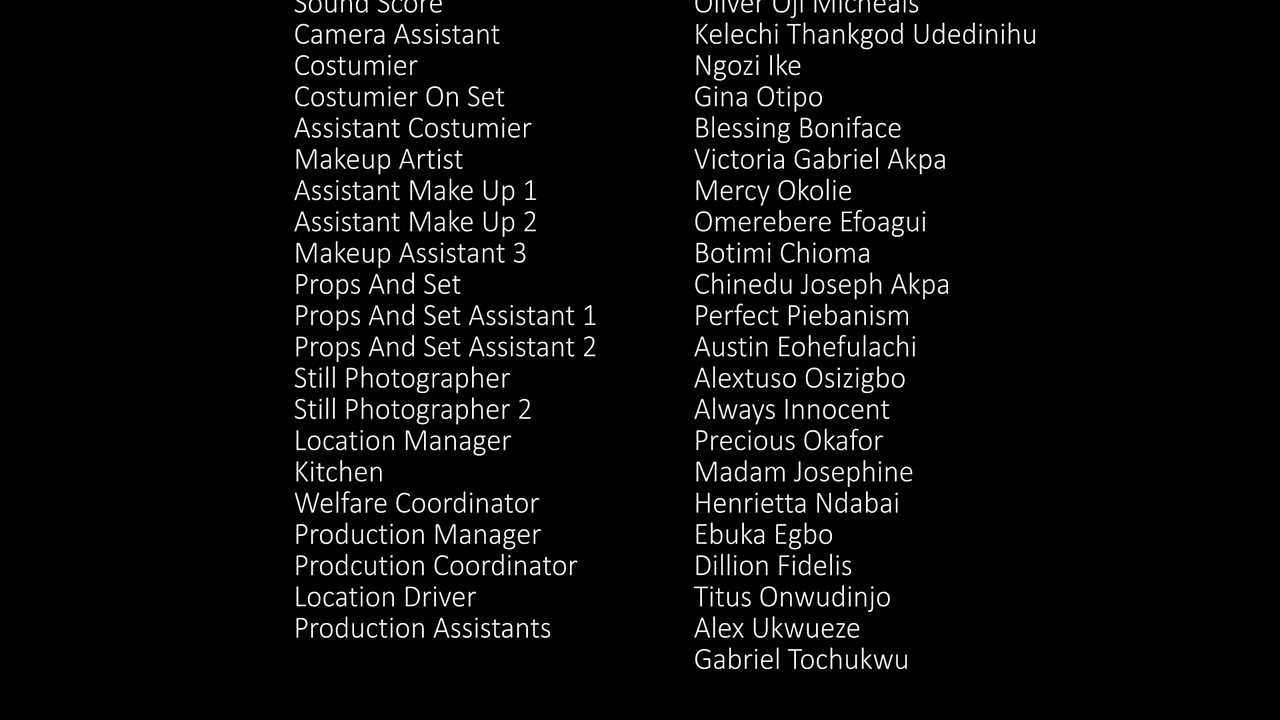 Sound Score Oliver Oji Micheals
Camera Assistant Kelechi Thankgod Udedinihu
Costumier Ngozi Ike
Costumier On Set Gina Otipo
Assistant Costumier Blessing Boniface
Makeup Artist Victoria Gabriel Akpa
Assistant Make Up 1 Mercy Okolie
Assistant Make Up 2 Omerebere Efoagui
Makeup Assistant 3 Botimi Chioma
Props And Set Chinedu Joseph Akpa
Props And Set Assistant 1 Perfect Piebanism
Props And Set Assistant 2 Austin Eohefulachi
Still Photographer Alextuso Osizigbo
Still Photographer 2 Always Innocent
Location Manager Precious Okafor
Kitchen Madam Josephine
Welfare Coordinator Henrietta Ndabai
Production Manager Ebuka Egbo
Prodcution Coordinator Dillion Fidelis
Location Driver Titus Onwudinjo
Production Assistants Alex Ukwueze
Gabriel Tochukwu